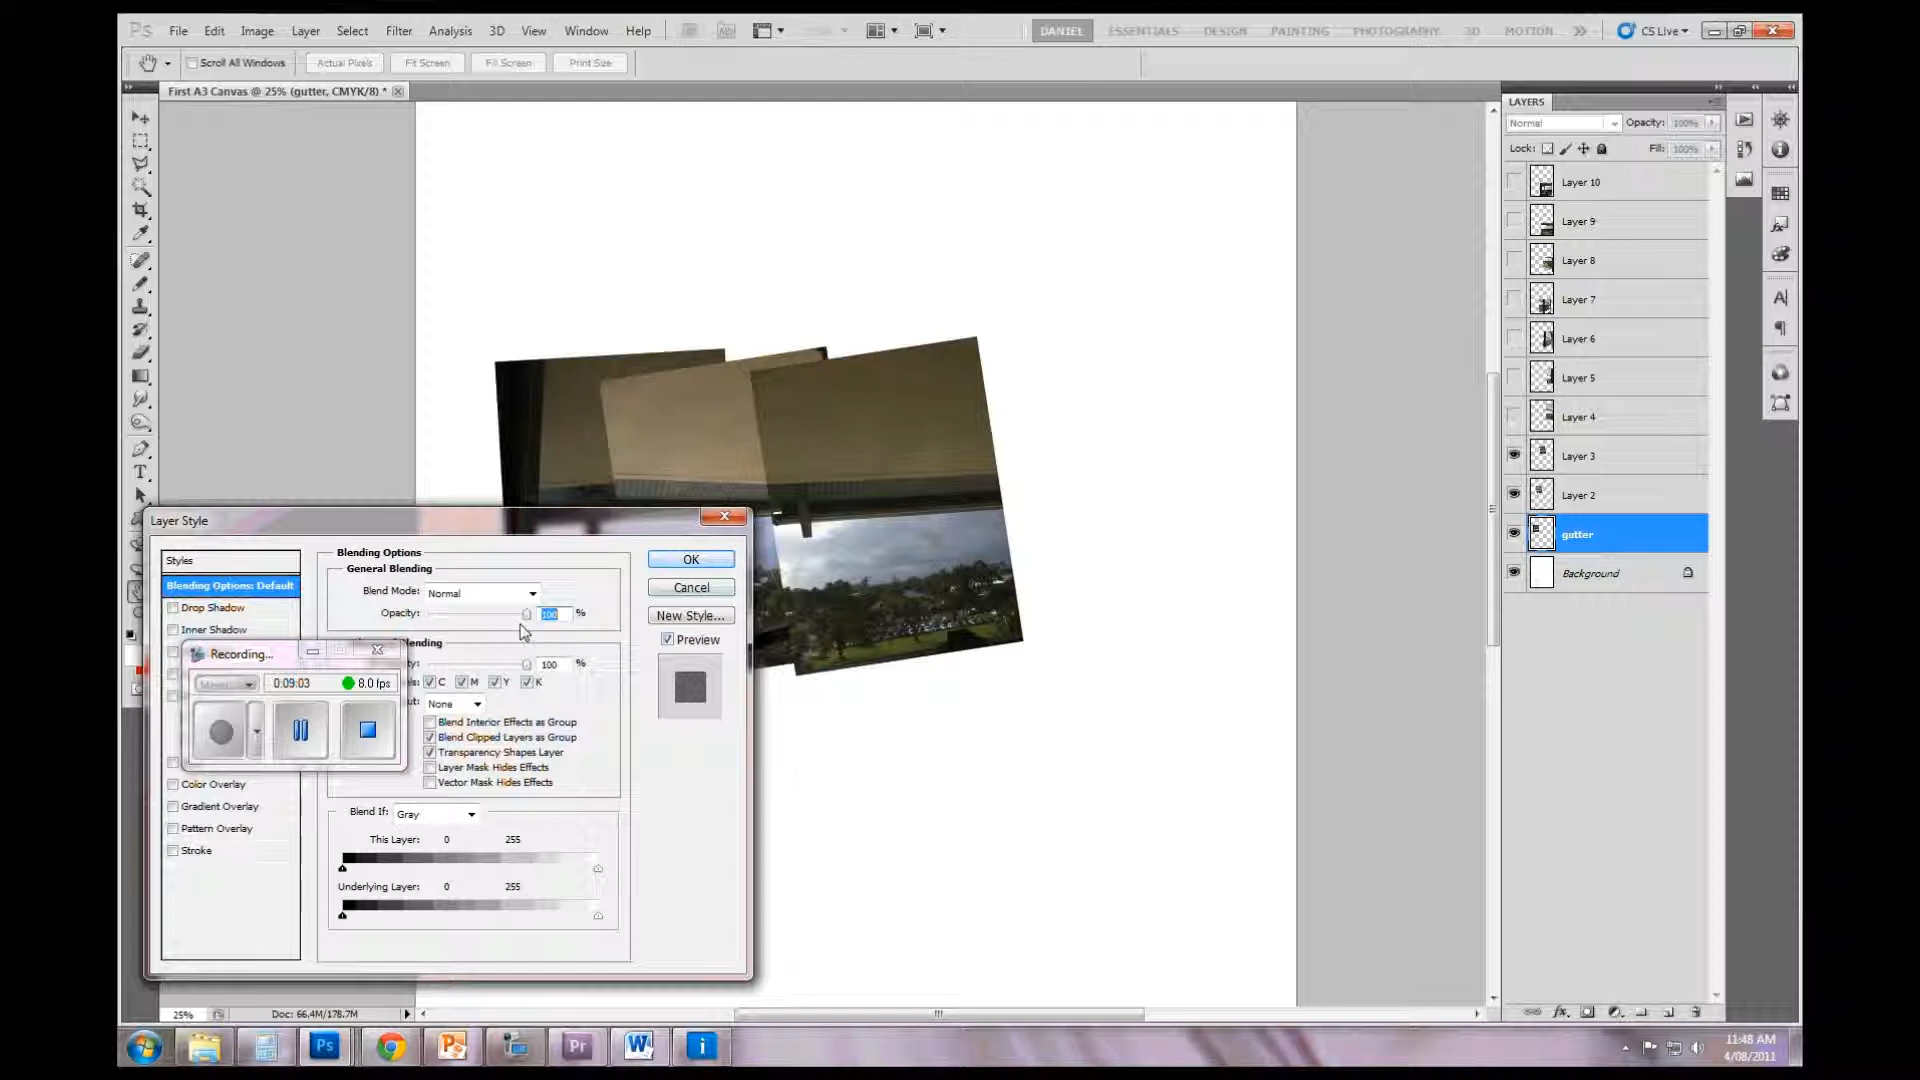 Ps File Edit Image Layer Select Filter Analysis 3D View Window Help
DANIEL ESSENTIALS DESIGN PAINTING PHOTOGRAPHY 3D MOTION CS Live
Scroll All Windows Actual Pixels Fit Screen Fill Screen Print Size
First A3 Canvas @ 25% (gutter, CMYK/8) *
LAYERS
Normal Opacity: 100%
Lock: Fill: 100%
Layer 10
Layer 9
Layer 8
Layer 7
Layer 6
Layer 5
Layer 4
Layer 3
Layer 2
gutter
Background
Layer Style
Styles
Blending Options: Default
Drop Shadow
Inner Shadow
Color Overlay
Gradient Overlay
Pattern Overlay
Stroke
Blending Options
General Blending
Blend Mode: Normal
Opacity: 100 %
Blending
100 %
C M Y K
None
Blend Interior Effects as Group
Blend Clipped Layers as Group
Transparency Shapes Layer
Layer Mask Hides Effects
Vector Mask Hides Effects
Blend If: Gray
This Layer: 0 255
Underlying Layer: 0 255
OK
Cancel
New Style...
Preview
Recording...
0:09:03 8.0 fps
25% Doc: 66.4M/178.7M
Ps Pr W
11:48 AM
4/08/2011